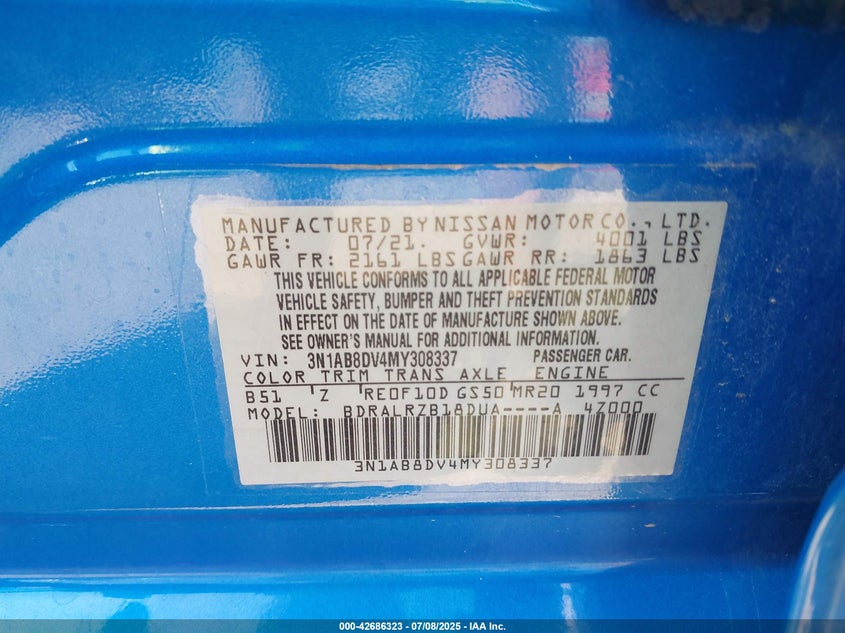 MANUFACTURED BY NISSAN MOTOR CO., LTD.
DATE: 07/21. GVWR: 4001 LBS
GAWR FR: 2161 LBS GAWR RR: 1863 LBS
THIS VEHICLE CONFORMS TO ALL APPLICABLE FEDERAL MOTOR
VEHICLE SAFETY, BUMPER AND THEFT PREVENTION STANDARDS
IN EFFECT ON THE DATE OF MANUFACTURE SHOWN ABOVE.
SEE OWNER'S MANUAL FOR ADDITIONAL INFORMATION.
VIN: 3N1AB8DV4MY308337 PASSENGER CAR.
COLOR TRIM TRANS AXLE ENGINE
B51 Z RE0F10D GS50 MR20 1997 CC
MODEL: BDRALRZB18DUA----A 4Z000
3N1AB8DV4MY308337
000-42686323 - 07/08/2025 - IAA Inc.